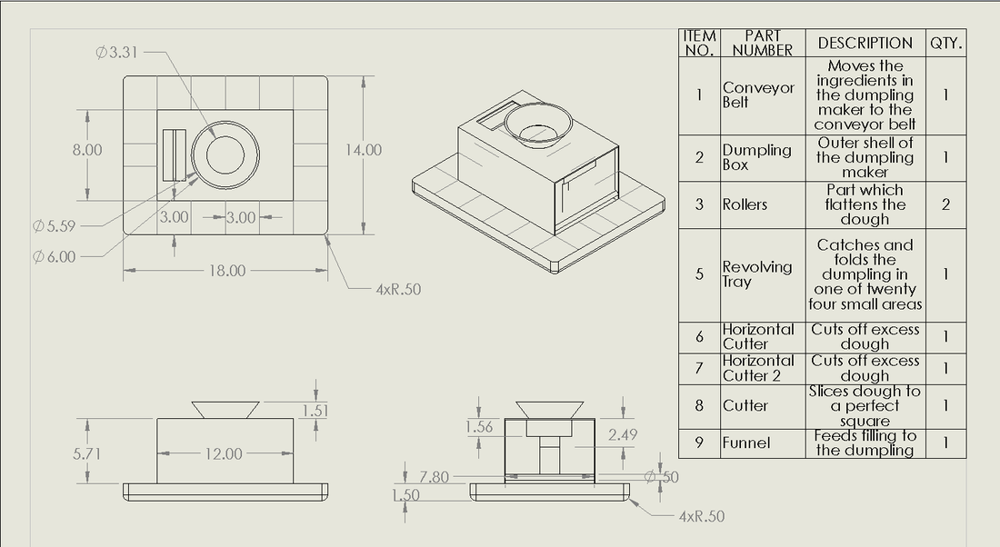 Ø3.31
8.00
14.00
3.00
3.00
Ø5.59
Ø6.00
18.00
4xR.50
ITEM NO.
PART NUMBER
DESCRIPTION
QTY.
1
Conveyor
Belt
Moves the
ingredients in
the dumpling
maker to the
conveyor belt
1
2
Dumpling
Box
Outer shell of
the dumpling
maker
1
3
Rollers
Part which
flattens the
dough
2
5
Revolving
Tray
Catches and
folds the
dumpling in
one of twenty
four small areas
1
6
Horizontal
Cutter
Cuts off excess
dough
1
7
Horizontal
Cutter 2
Cuts off excess
dough
1
8
Cutter
Slices dough to
a perfect
square
1
9
Funnel
Feeds filling to
the dumpling
1
1.51
5.71
12.00
1.56
2.49
7.80
Ø.50
1.50
4xR.50